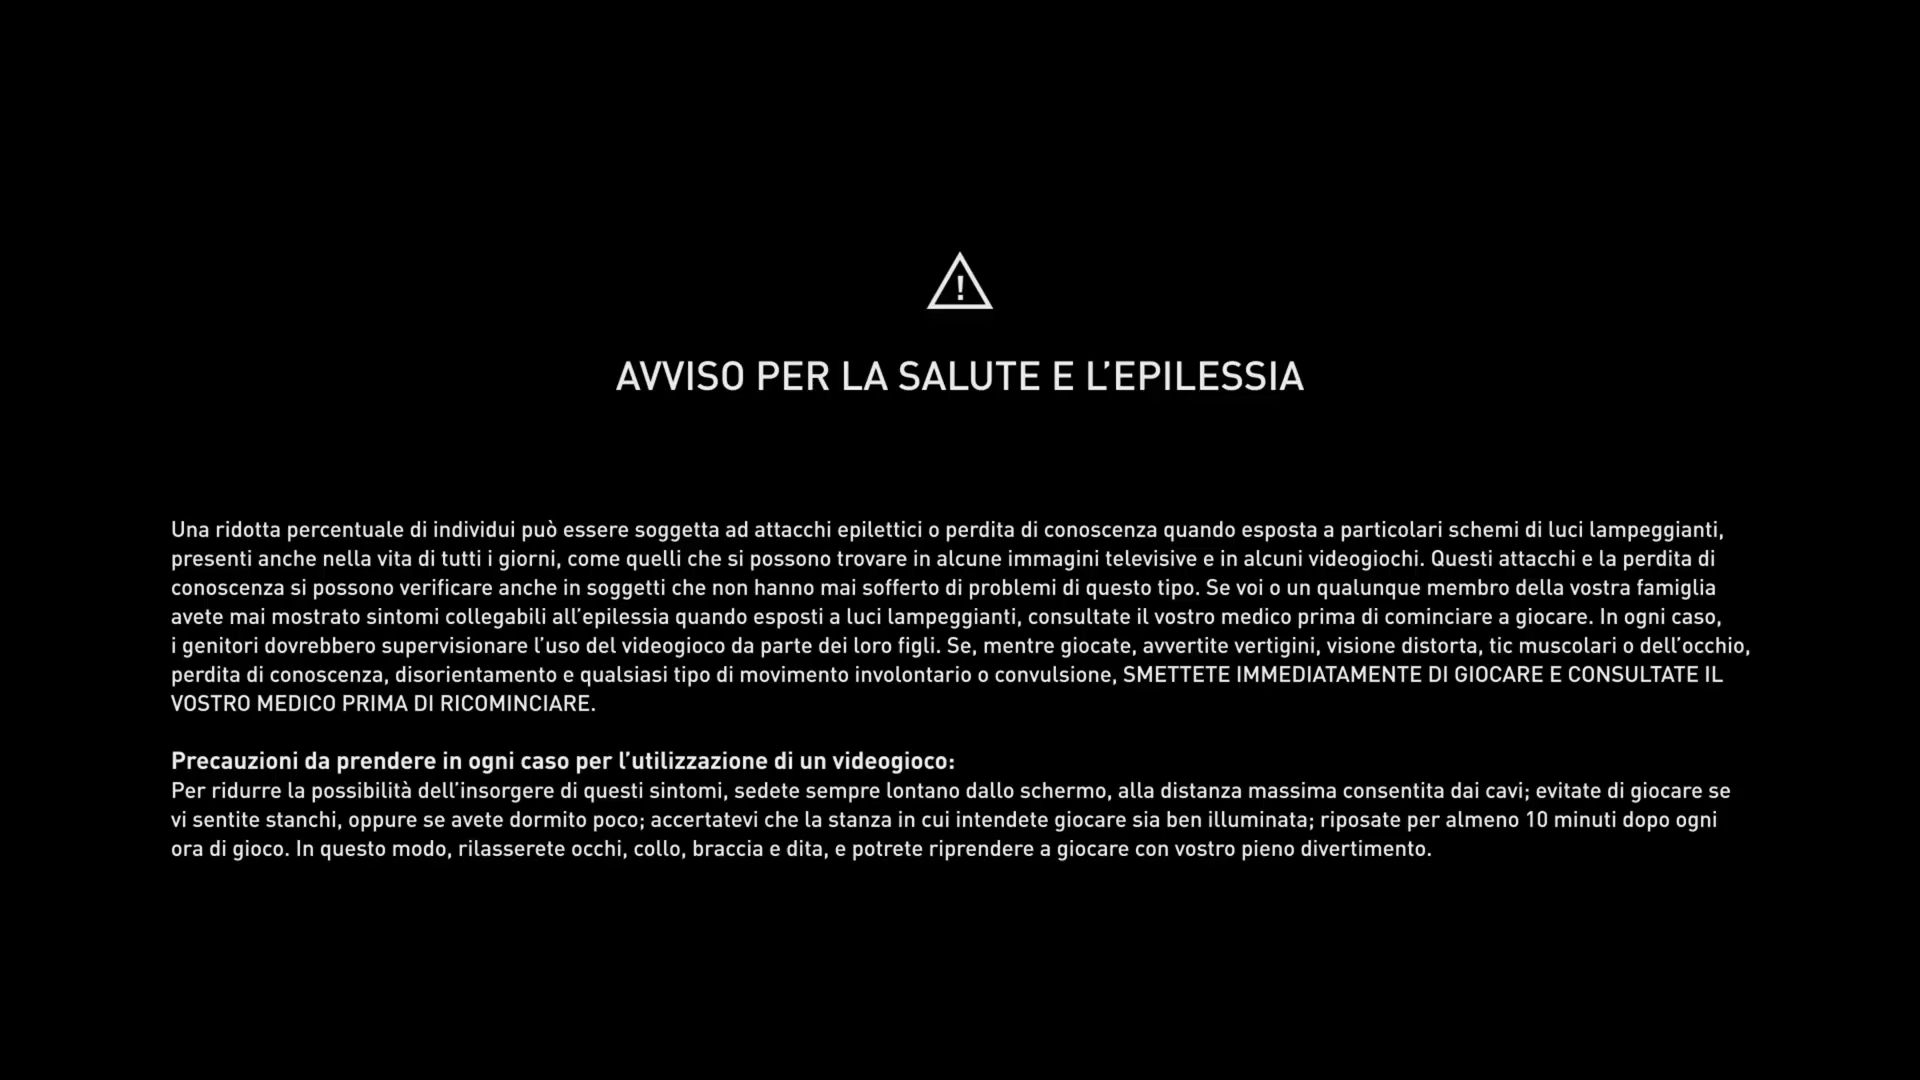 !
AVVISO PER LA SALUTE E L’EPILESSIA
Una ridotta percentuale di individui può essere soggetta ad attacchi epilettici o perdita di conoscenza quando esposta a particolari schemi di luci lampeggianti,
presenti anche nella vita di tutti i giorni, come quelli che si possono trovare in alcune immagini televisive e in alcuni videogiochi. Questi attacchi e la perdita di
conoscenza si possono verificare anche in soggetti che non hanno mai sofferto di problemi di questo tipo. Se voi o un qualunque membro della vostra famiglia
avete mai mostrato sintomi collegabili all’epilessia quando esposti a luci lampeggianti, consultate il vostro medico prima di cominciare a giocare. In ogni caso,
i genitori dovrebbero supervisionare l’uso del videogioco da parte dei loro figli. Se, mentre giocate, avvertite vertigini, visione distorta, tic muscolari o dell’occhio,
perdita di conoscenza, disorientamento e qualsiasi tipo di movimento involontario o convulsione, SMETTETE IMMEDIATAMENTE DI GIOCARE E CONSULTATE IL
VOSTRO MEDICO PRIMA DI RICOMINCIARE.
Precauzioni da prendere in ogni caso per l’utilizzazione di un videogioco:
Per ridurre la possibilità dell’insorgere di questi sintomi, sedete sempre lontano dallo schermo, alla distanza massima consentita dai cavi; evitate di giocare se
vi sentite stanchi, oppure se avete dormito poco; accertatevi che la stanza in cui intendete giocare sia ben illuminata; riposate per almeno 10 minuti dopo ogni
ora di gioco. In questo modo, rilasserete occhi, collo, braccia e dita, e potrete riprendere a giocare con vostro pieno divertimento.